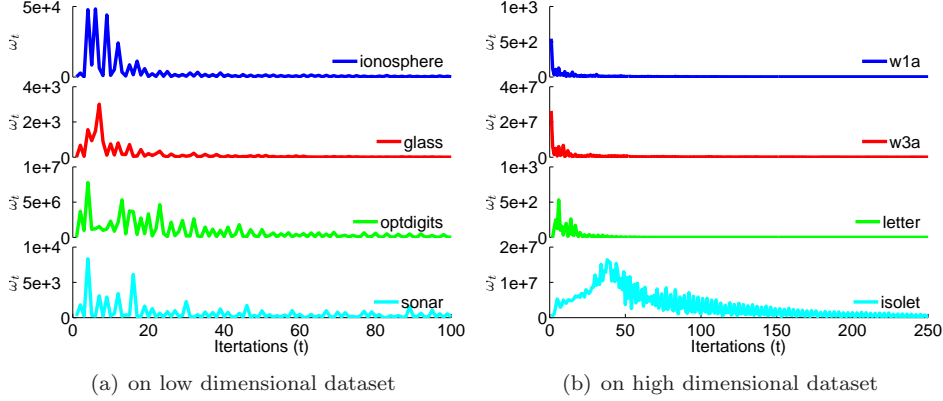 5e+4
ω_t
0
ionosphere
4e+3
ω_t
2e+3
0
glass
1e+7
ω_t
5e+6
0
optdigits
1e+4
ω_t
5e+3
0
sonar
0 20 40 60 80 100
Itertations (t)
(a) on low dimensional dataset
1e+3
ω_t
5e+2
0
w1a
4e+2
ω_t
2e+2
0
w3a
1e+3
ω_t
5e+2
0
letter
2e+7
ω_t
1e+7
0
isolet
0 50 100 150 200 250
Itertations (t)
(b) on high dimensional dataset